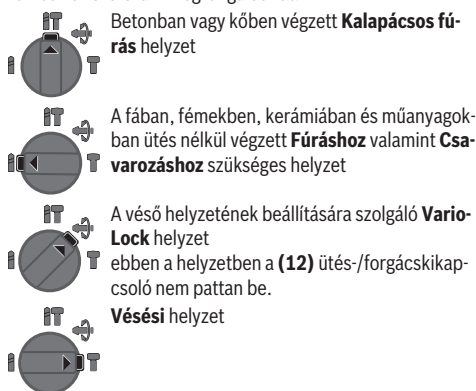 Betonban vagy kőben végzett Kalapácsos fú-
rás helyzet
A fában, fémekben, kerámiában és műanyagok-
ban ütés nélkül végzett Fúráshoz valamint Csa-
varozáshoz szükséges helyzet
A véső helyzetének beállítására szolgáló Vario-
Lock helyzet
ebben a helyzetben a (12) ütés-/forgácskikap-
csoló nem pattan be.
Vésési helyzet